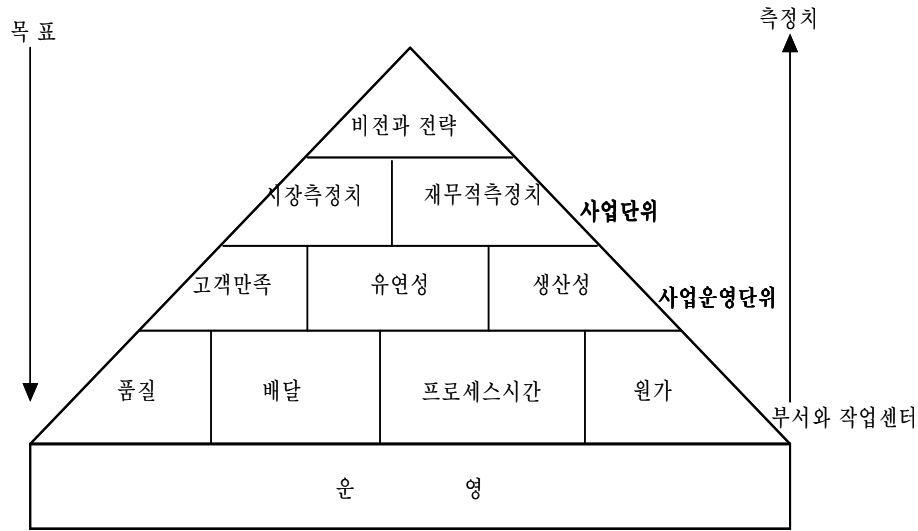 목 표
측정치
비전과 전략
시장측정치 재무적측정치
사업단위
고객만족 유연성 생산성
사업운영단위
품질 배달 프로세스시간 원가
부서와 작업센터
운 영